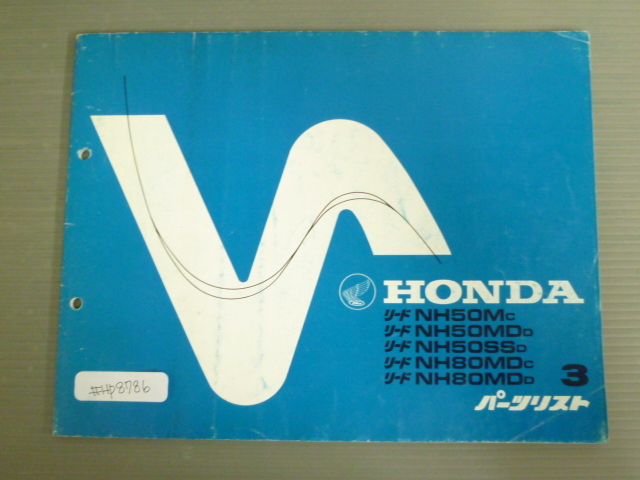 HONDA
リード NH50MC
リード NH50MDD
リード NH50SSD
リード NH80MDC
リード NH80MDD
3
パーツリスト
#Hp8786